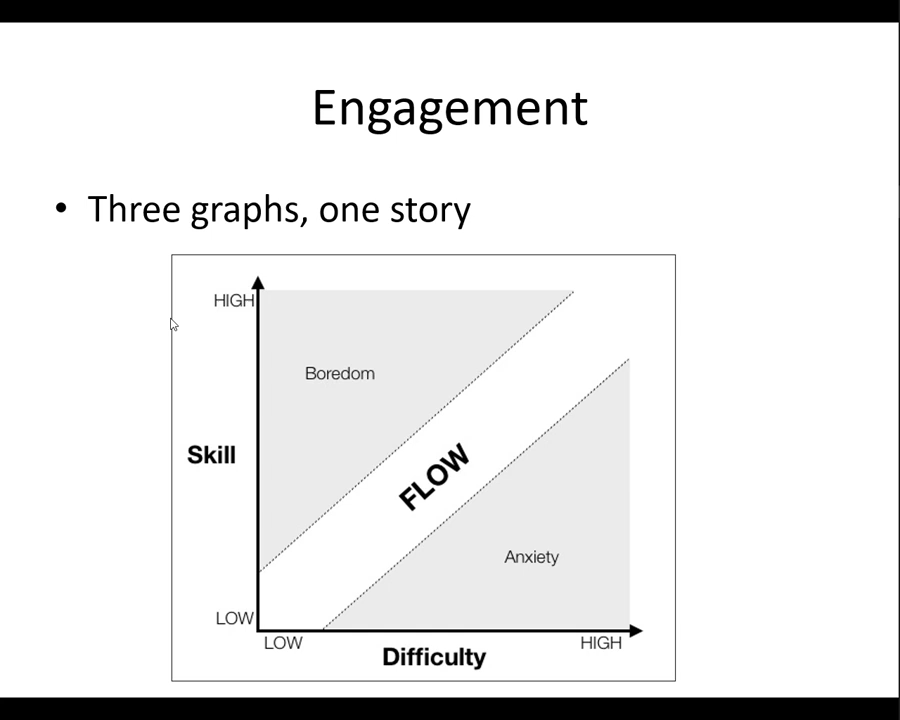 Engagement
• Three graphs, one story
HIGH
Boredom
Skill
FLOW
Anxiety
LOW
LOW
HIGH
Difficulty